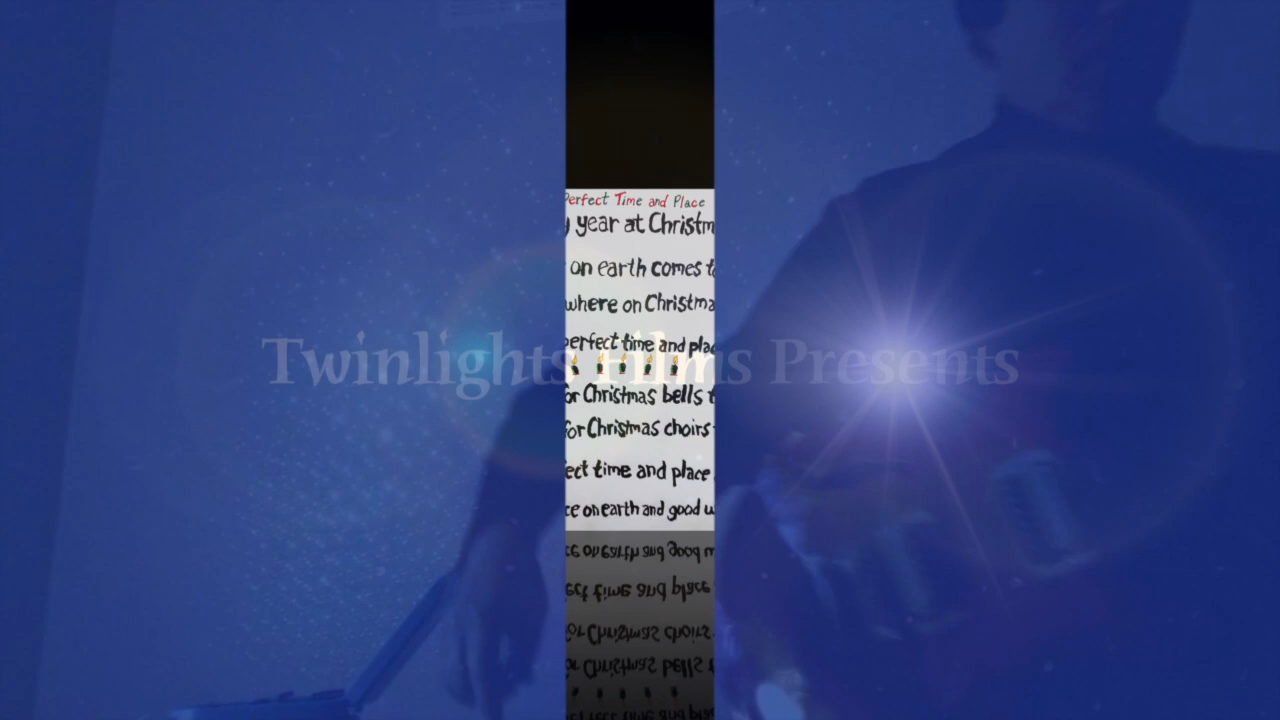 Perfect Time and Place
year at Christm
on earth comes t
where on Christma
Twinlights Films Presents
perfect time and plac
for Christmas bells t
for Christmas choirs
ect time and place
ce on earth and good w